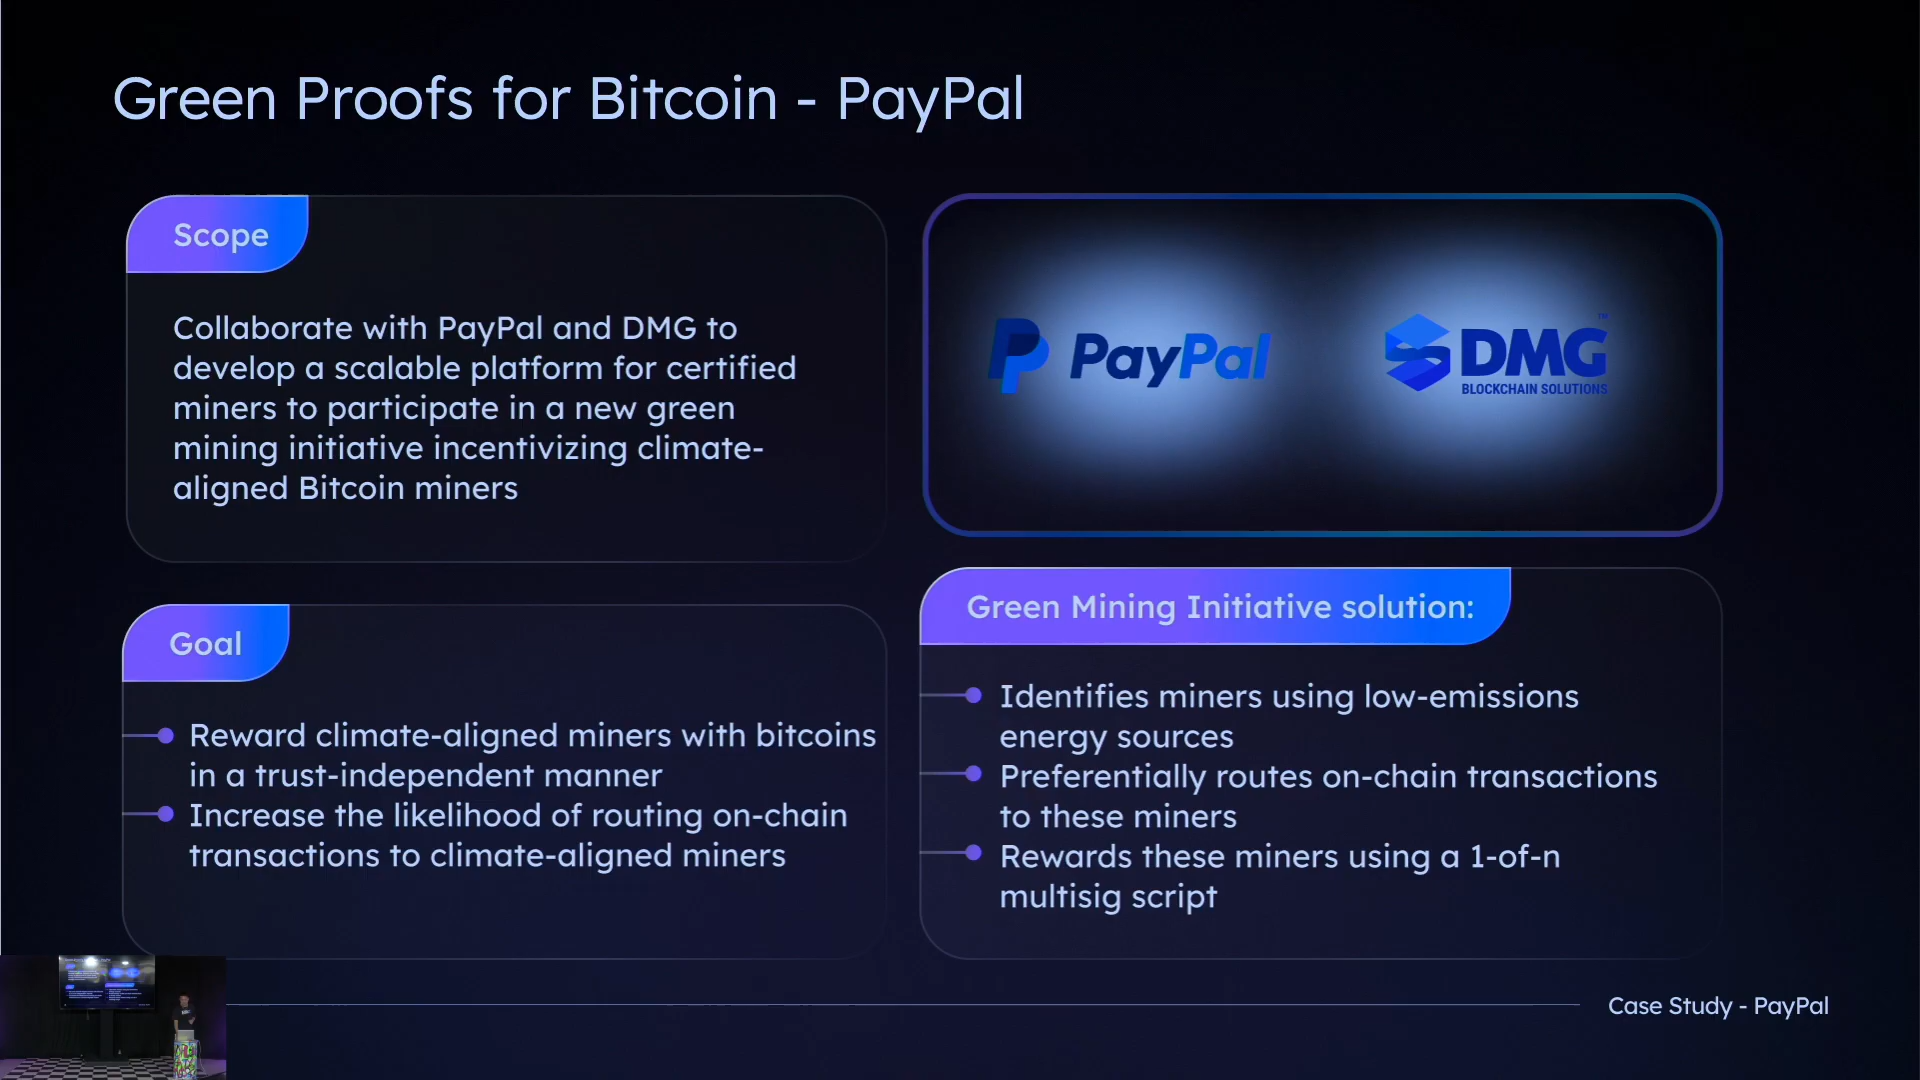 Green Proofs for Bitcoin - PayPal
Scope
Collaborate with PayPal and DMG to
develop a scalable platform for certified
miners to participate in a new green
mining initiative incentivizing climate-
aligned Bitcoin miners
PayPal
DMG
TM
BLOCKCHAIN SOLUTIONS
Goal
Reward climate-aligned miners with bitcoins
in a trust-independent manner
Increase the likelihood of routing on-chain
transactions to climate-aligned miners
Green Mining Initiative solution:
Identifies miners using low-emissions
energy sources
Preferentially routes on-chain transactions
to these miners
Rewards these miners using a 1-of-n
multisig script
Case Study - PayPal